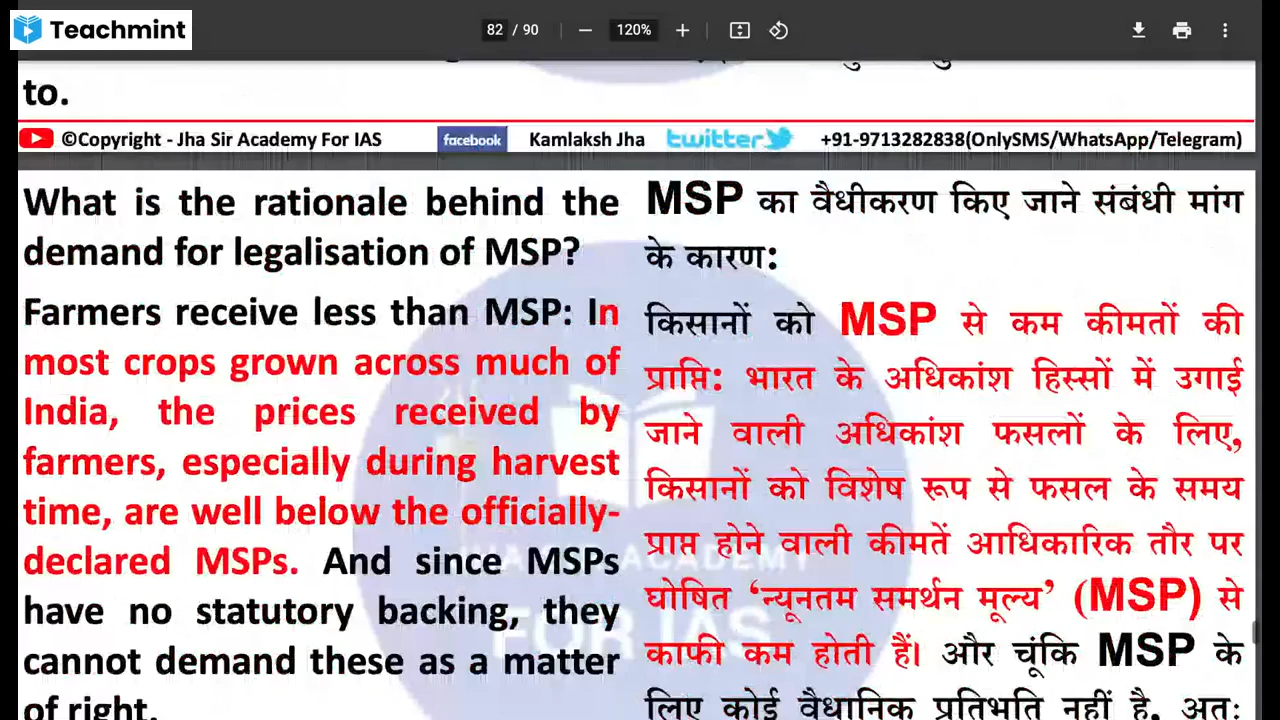 Teachmint
82 / 90
120%
to.
©Copyright - Jha Sir Academy For IAS facebook Kamlaksh Jha twitter +91-9713282838(OnlySMS/WhatsApp/Telegram)
What is the rationale behind the
demand for legalisation of MSP?
Farmers receive less than MSP: In
most crops grown across much of
India, the prices received by
farmers, especially during harvest
time, are well below the officially-
declared MSPs. And since MSPs
have no statutory backing, they
cannot demand these as a matter
of right.
MSP का वैधीकरण किए जाने संबंधी मांग
के कारण:
किसानों को MSP से कम कीमतों की
प्राप्ति: भारत के अधिकांश हिस्सों में उगाई
जाने वाली अधिकांश फसलों के लिए,
किसानों को विशेष रूप से फसल के समय
प्राप्त होने वाली कीमतें आधिकारिक तौर पर
घोषित ‘न्यूनतम समर्थन मूल्य’ (MSP) से
काफी कम होती हैं। और चूंकि MSP के
लिए कोई वैधानिक प्रतिभूति नहीं है, अतः
FOR IAS